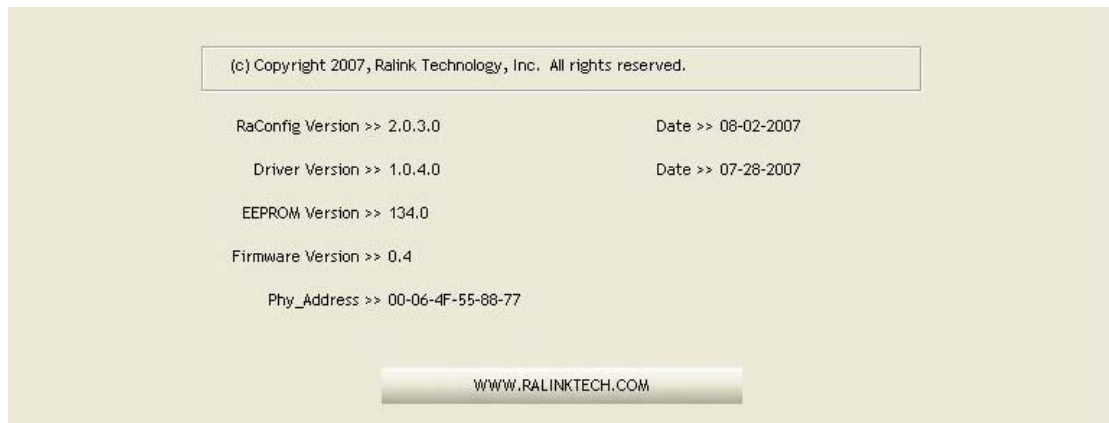 (c) Copyright 2007, Ralink Technology, Inc.  All rights reserved.
RaConfig Version >> 2.0.3.0 Date >> 08-02-2007
Driver Version >> 1.0.4.0 Date >> 07-28-2007
EEPROM Version >> 134.0
Firmware Version >> 0.4
Phy_Address >> 00-06-4F-55-88-77
WWW.RALINKTECH.COM